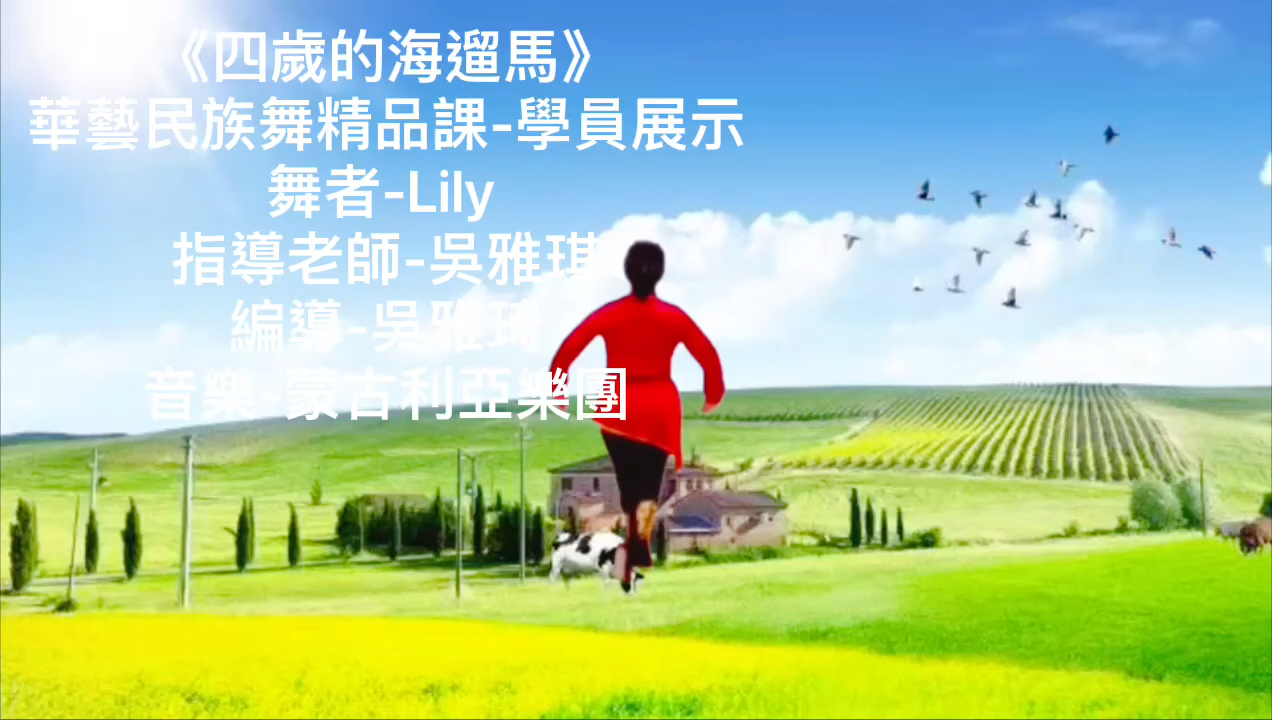 《四歲的海遛馬》
華藝民族舞精品課-學員展示
舞者-Lily
指導老師-吳雅琪
編導-吳雅琦
音樂-蒙古利亞樂團